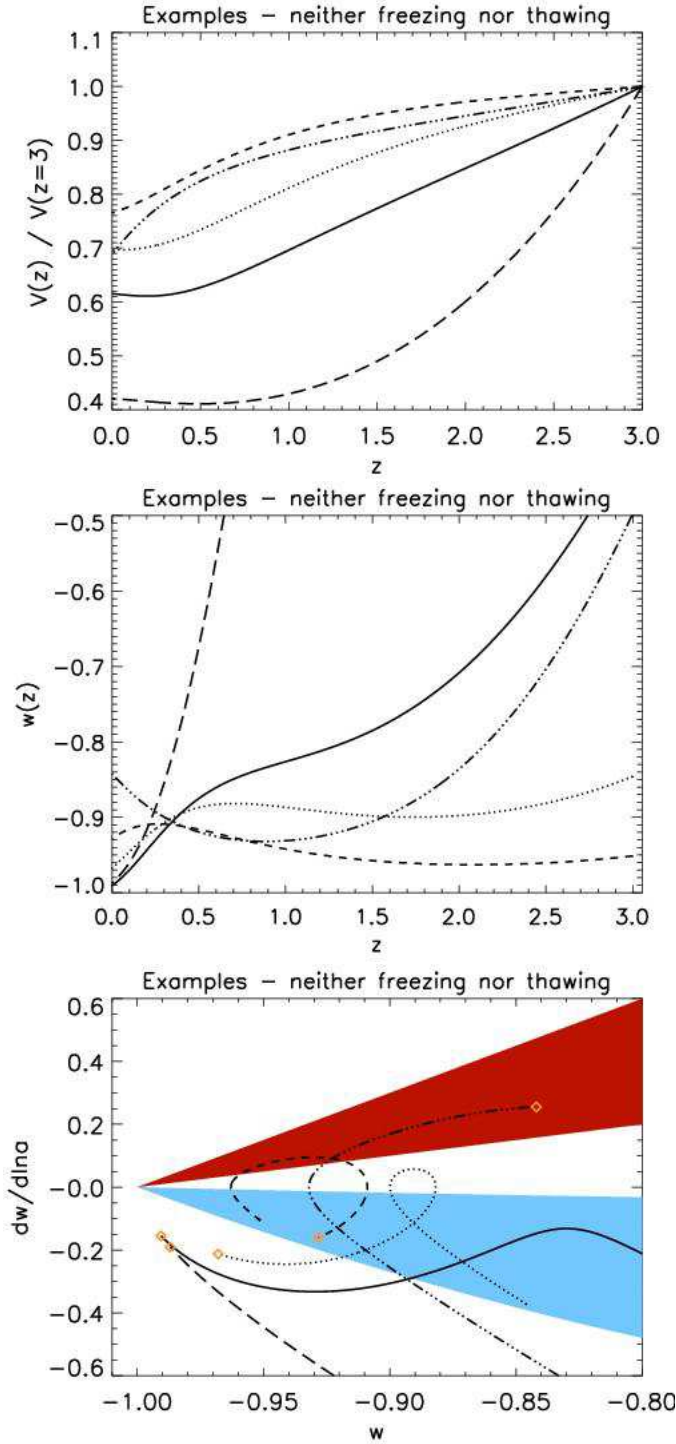 Examples – neither freezing nor thawing
1.1
1.0
0.9
0.8
0.7
0.6
0.5
0.4
V(z) / V(z=3)
0.0 0.5 1.0 1.5 2.0 2.5 3.0
z
Examples – neither freezing nor thawing
−0.5
−0.6
−0.7
−0.8
−0.9
−1.0
w(z)
0.0 0.5 1.0 1.5 2.0 2.5 3.0
z
Examples – neither freezing nor thawing
0.6
0.4
0.2
−0.0
−0.2
−0.4
−0.6
dw/dlna
−1.00 −0.95 −0.90 −0.85 −0.80
w